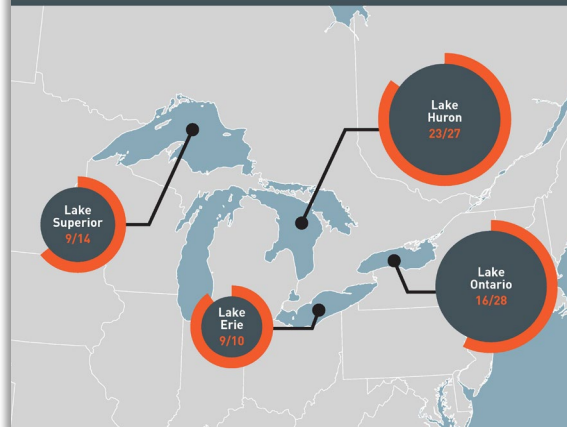 Lake
Huron
23/27
Lake
Superior
9/14
Lake
Ontario
16/28
Lake
Erie
9/10